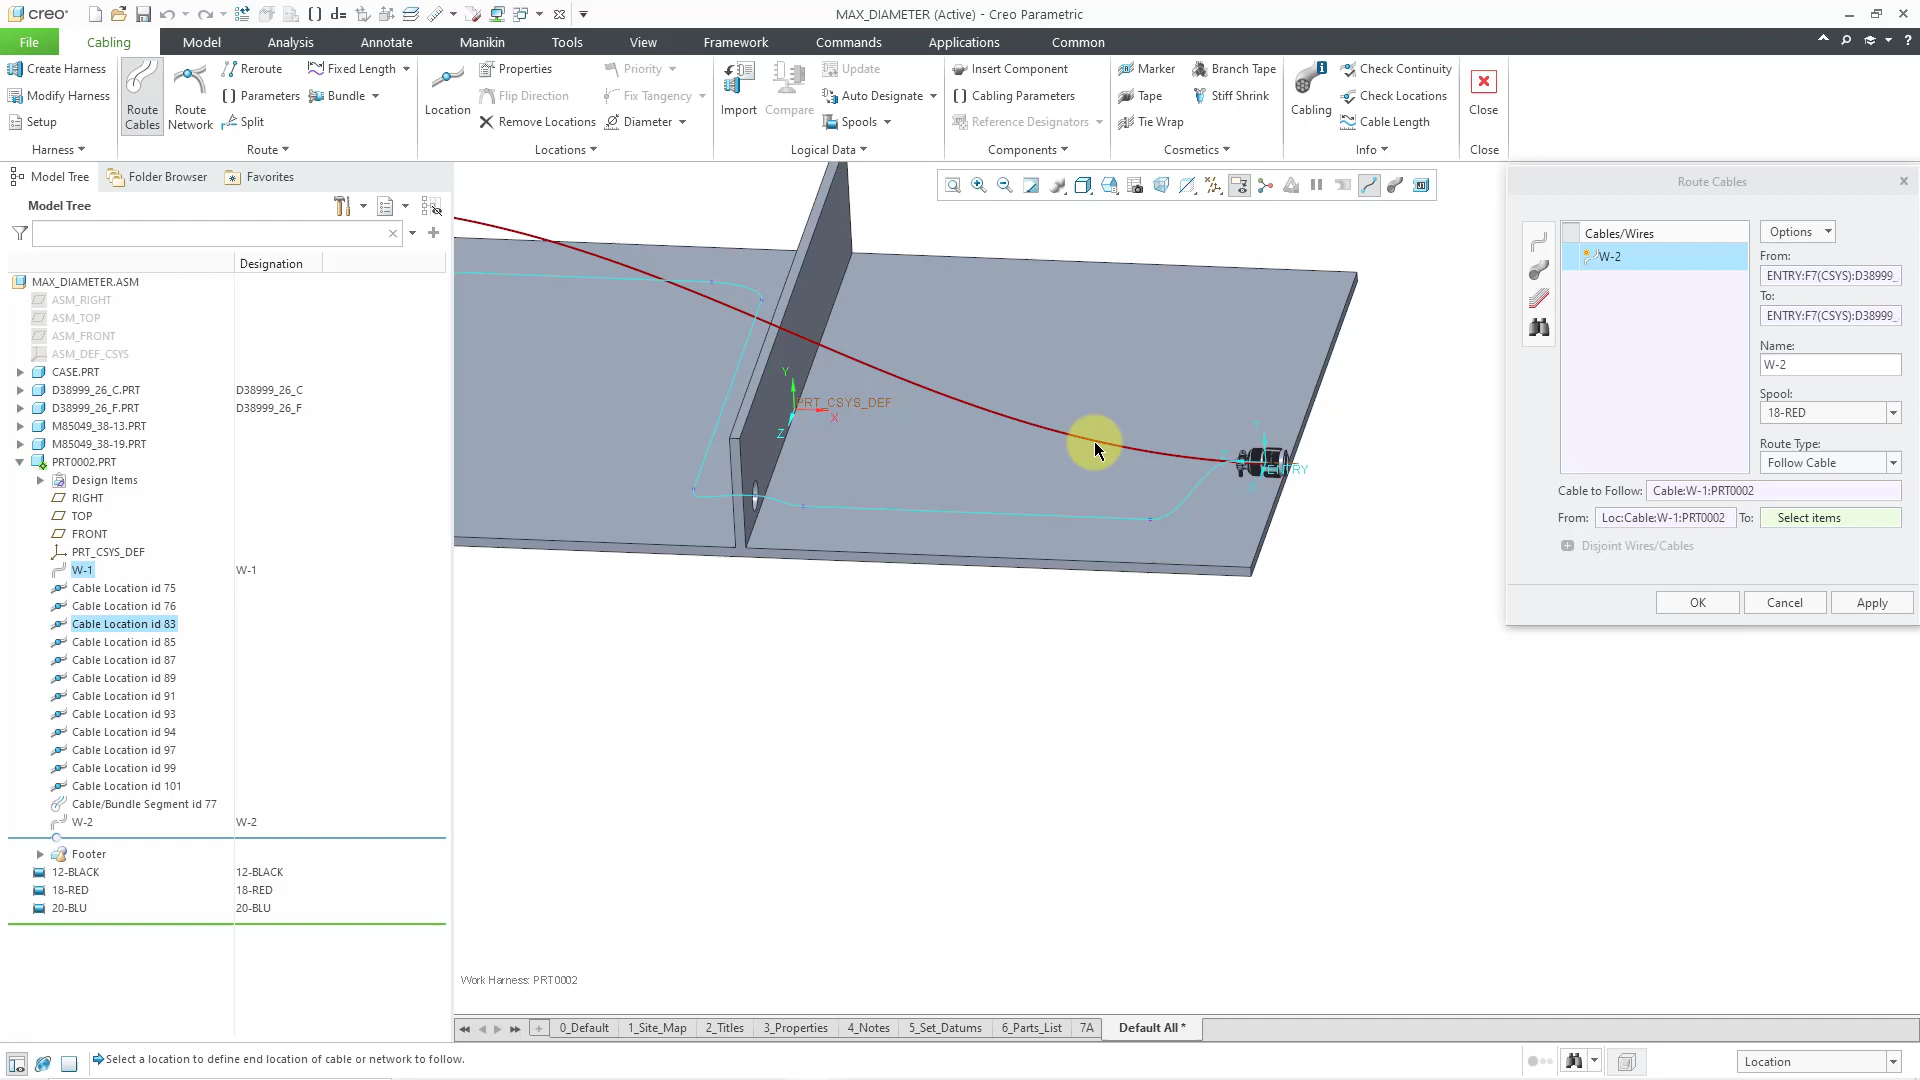 creo
MAX_DIAMETER (Active) - Creo Parametric
File
Cabling
Model
Analysis
Annotate
Manikin
Tools
View
Framework
Commands
Applications
Common
Create Harness
Modify Harness
Setup
Harness
Route Cables
Route Network
Reroute
Parameters
Split
Fixed Length
Bundle
Route
Location
Properties
Flip Direction
Remove Locations
Priority
Fix Tangency
Diameter
Locations
Import
Compare
Update
Auto Designate
Spools
Logical Data
Insert Component
Cabling Parameters
Reference Designators
Components
Marker
Tape
Tie Wrap
Branch Tape
Stiff Shrink
Cosmetics
Cabling
Check Continuity
Check Locations
Cable Length
Info
Close
Close
Model Tree
Folder Browser
Favorites
Model Tree
Designation
MAX_DIAMETER.ASM
ASM_RIGHT
ASM_TOP
ASM_FRONT
ASM_DEF_CSYS
CASE.PRT
D38999_26_C.PRT D38999_26_C
D38999_26_F.PRT D38999_26_F
M85049_38-13.PRT
M85049_38-19.PRT
PRT0002.PRT
Design Items
RIGHT
TOP
FRONT
PRT_CSYS_DEF
W-1 W-1
Cable Location id 75
Cable Location id 76
Cable Location id 83
Cable Location id 85
Cable Location id 87
Cable Location id 89
Cable Location id 91
Cable Location id 93
Cable Location id 94
Cable Location id 97
Cable Location id 99
Cable Location id 101
Cable/Bundle Segment id 77
W-2 W-2
Footer
12-BLACK 12-BLACK
18-RED 18-RED
20-BLU 20-BLU
Y
PRT_CSYS_DEF
X
Z
Y
Z
ENTRY
X
Work Harness: PRT0002
0_Default
1_Site_Map
2_Titles
3_Properties
4_Notes
5_Set_Datums
6_Parts_List
7A
Default All *
Route Cables
Cables/Wires
W-2
Options
From:
ENTRY:F7(CSYS):D38999_
To:
ENTRY:F7(CSYS):D38999_
Name:
W-2
Spool:
18-RED
Route Type:
Follow Cable
Cable to Follow: Cable:W-1:PRT0002
From: Loc:Cable:W-1:PRT0002 To: Select items
Disjoint Wires/Cables
OK
Cancel
Apply
Select a location to define end location of cable or network to follow.
Location